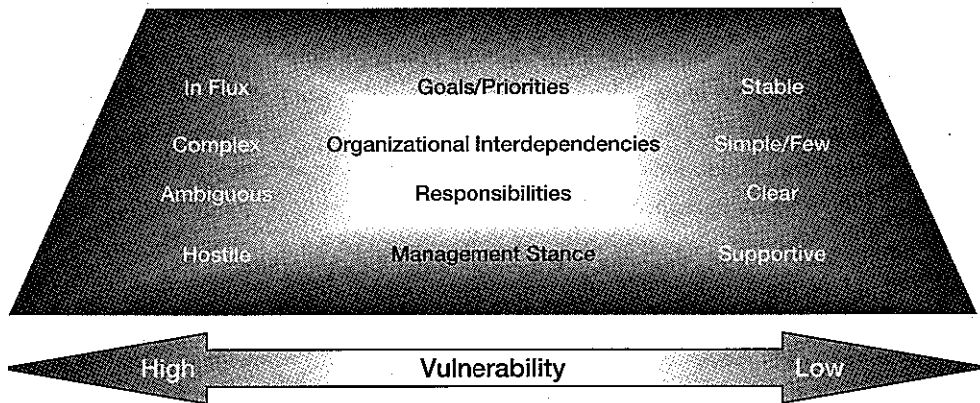 In Flux Goals/Priorities Stable
Complex Organizational Interdependencies Simple/Few
Ambiguous Responsibilities Clear
Hostile Management Stance Supportive
High Vulnerability Low